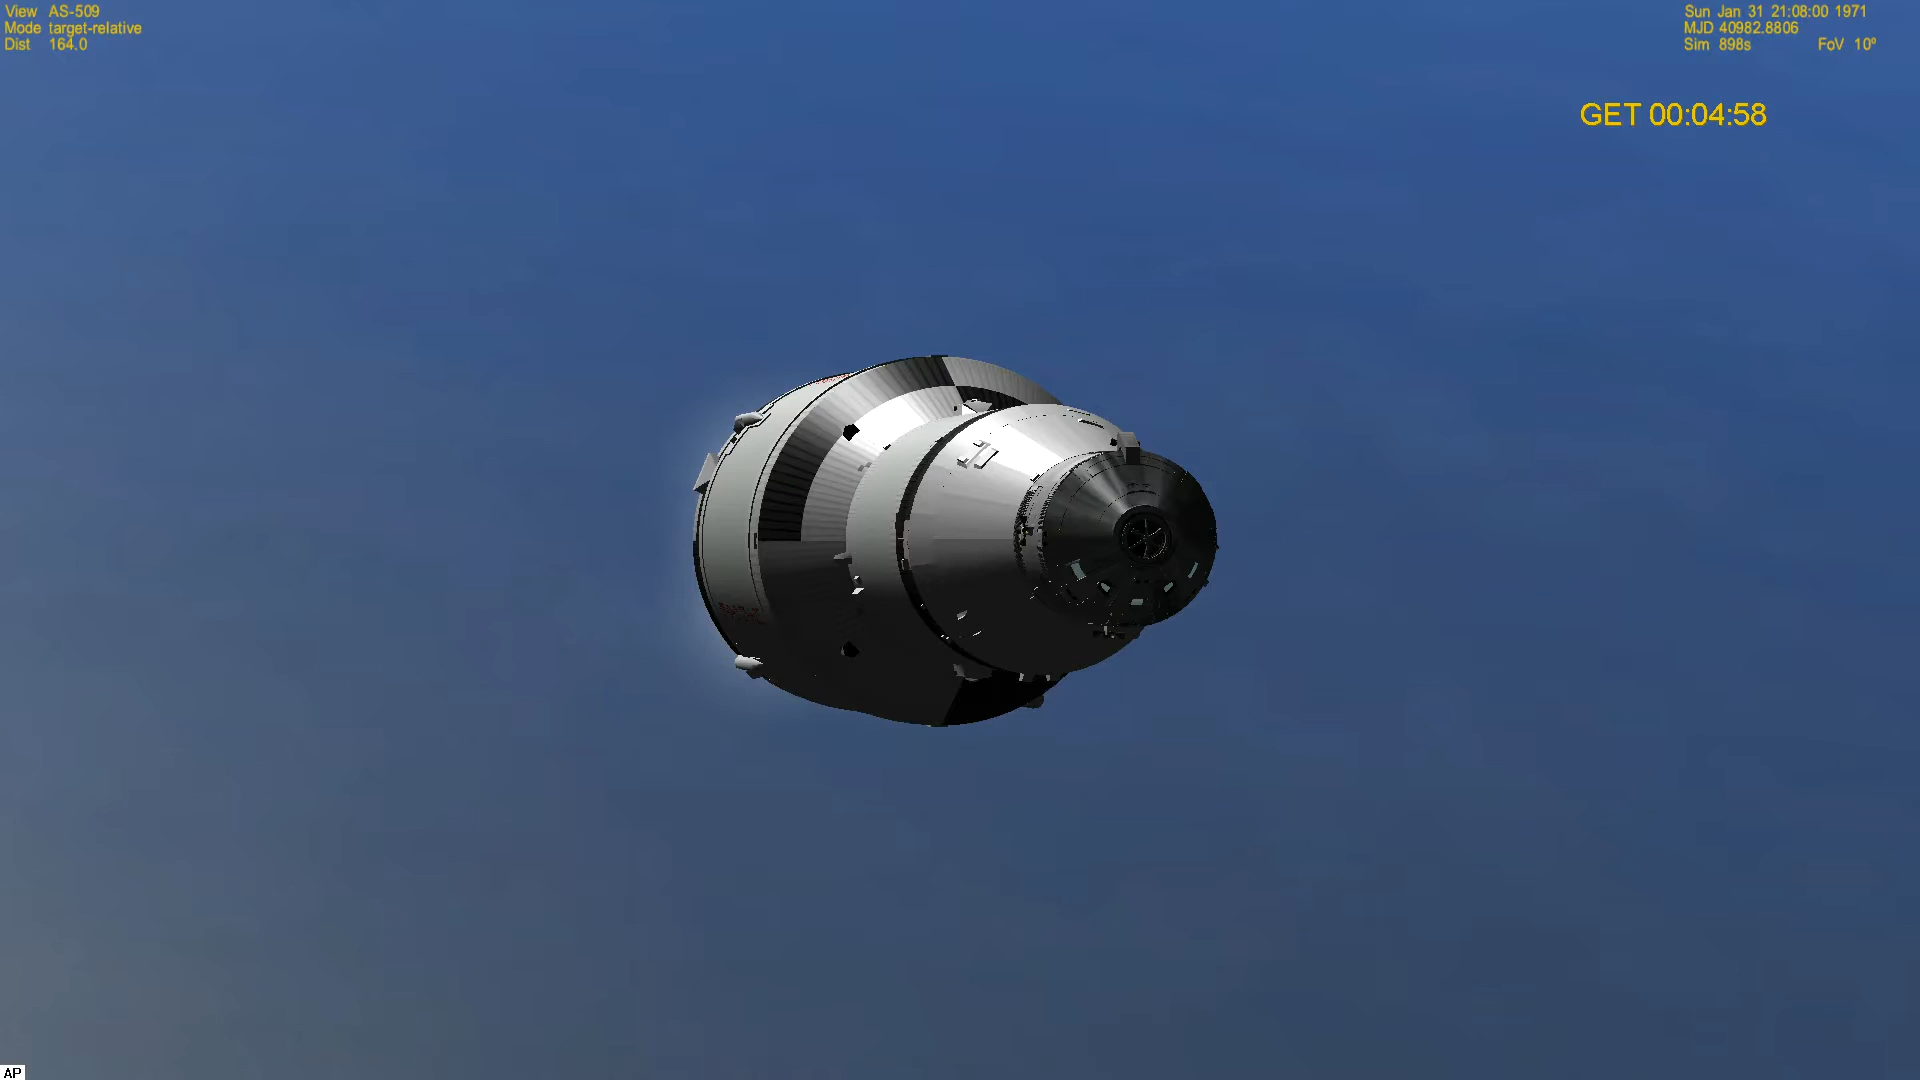 View AS-509
Mode target-relative
Dist 164.0
Sun Jan 31 21:08:00 1971
MJD 40982.8806
Sim 898s FoV 10°
GET 00:04:58
AP